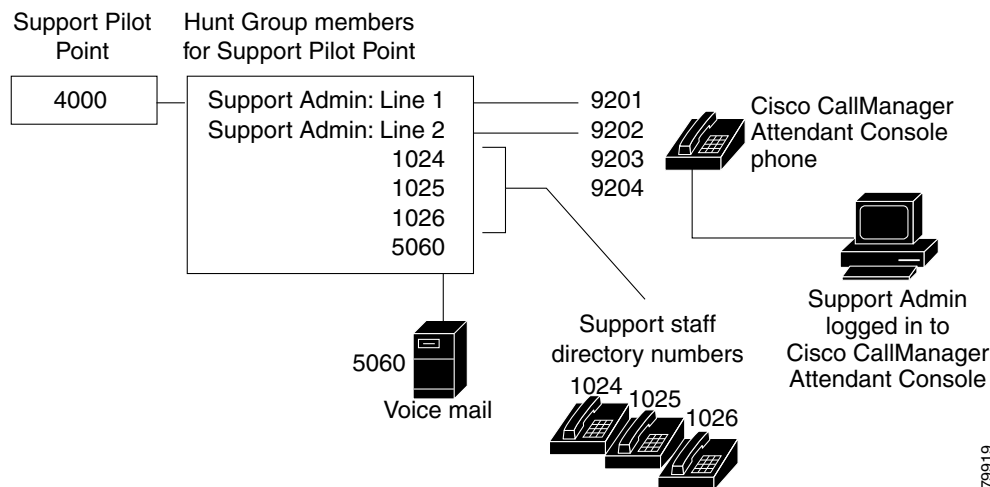 Support Pilot
Point
Hunt Group members
for Support Pilot Point
4000
Support Admin: Line 1
Support Admin: Line 2
1024
1025
1026
5060
9201
9202
9203
9204
Cisco CallManager
Attendant Console
phone
Support Admin
logged in to
Cisco CallManager
Attendant Console
5060
Voice mail
Support staff
directory numbers
1024
1025
1026
79919